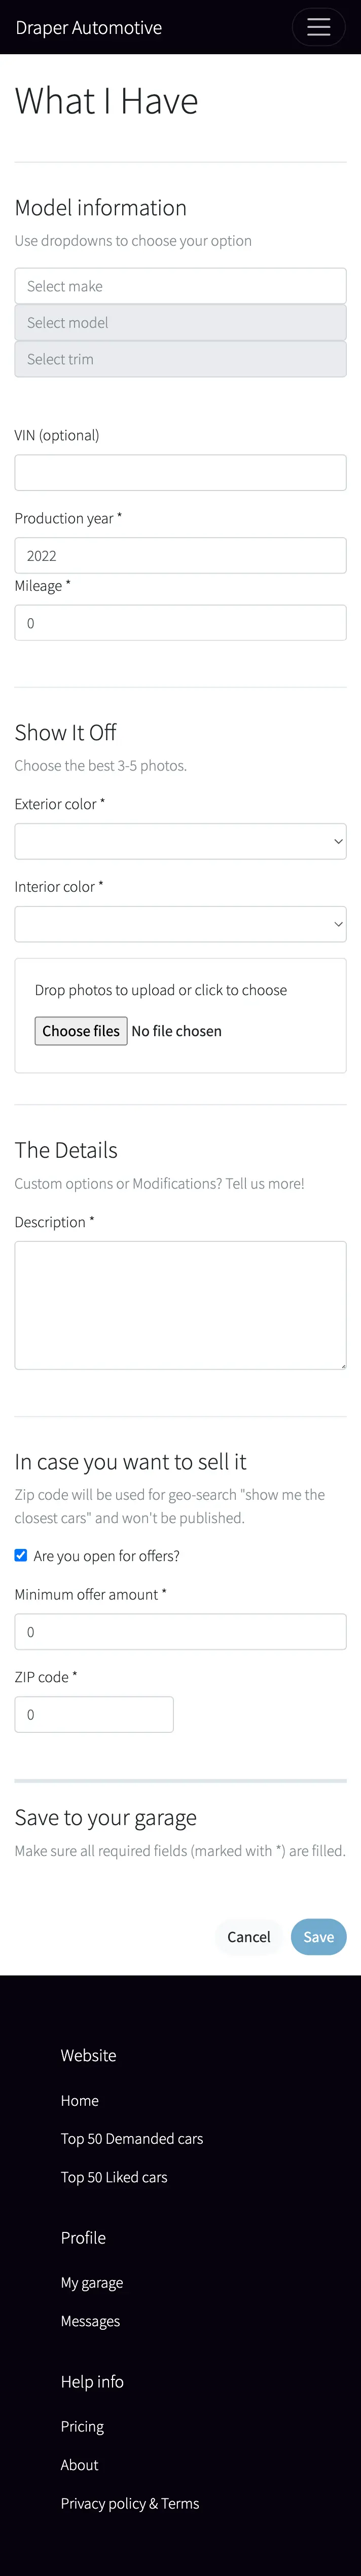 Draper Automotive
What I Have
Model information
Use dropdowns to choose your option
Select make
Select model
Select trim
VIN (optional)
Production year *
2022
Mileage *
0
Show It Off
Choose the best 3-5 photos.
Exterior color *
Interior color *
Drop photos to upload or click to choose
Choose files No file chosen
The Details
Custom options or Modifications? Tell us more!
Description *
In case you want to sell it
Zip code will be used for geo-search "show me the
closest cars" and won't be published.
Are you open for offers?
Minimum offer amount *
0
ZIP code *
0
Save to your garage
Make sure all required fields (marked with *) are filled.
Cancel Save
Website
Home
Top 50 Demanded cars
Top 50 Liked cars
Profile
My garage
Messages
Help info
Pricing
About
Privacy policy & Terms